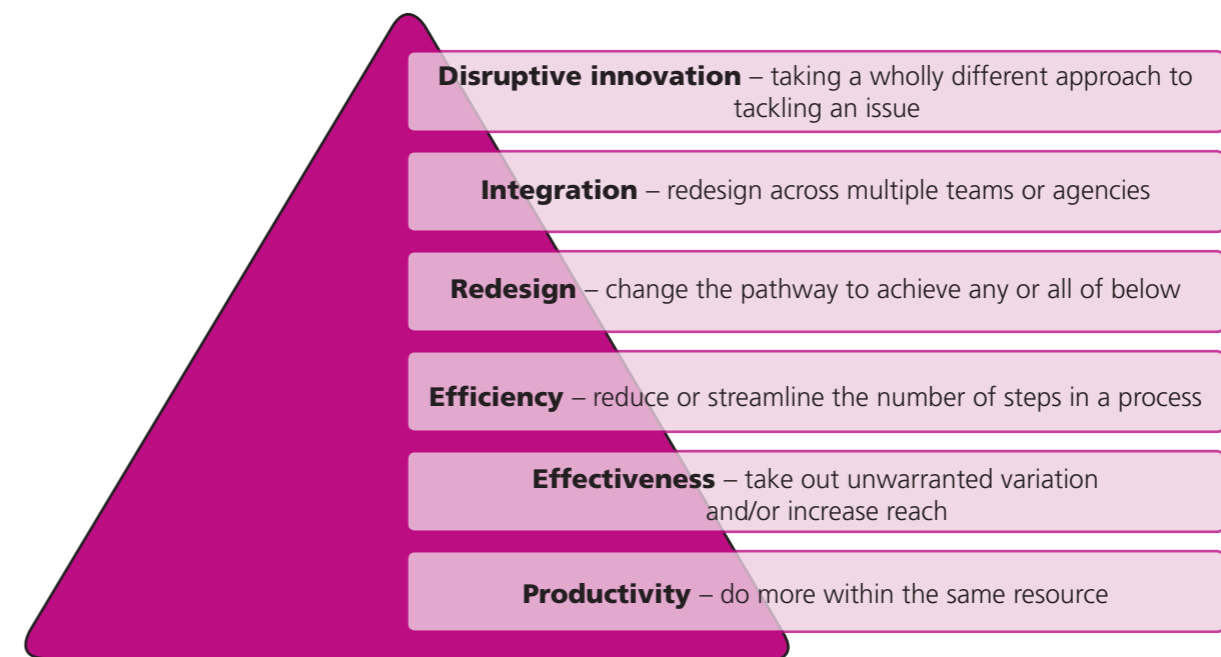 Disruptive innovation – taking a wholly different approach to
tackling an issue
Integration – redesign across multiple teams or agencies
Redesign – change the pathway to achieve any or all of below
Efficiency – reduce or streamline the number of steps in a process
Effectiveness – take out unwarranted variation
and/or increase reach
Productivity – do more within the same resource